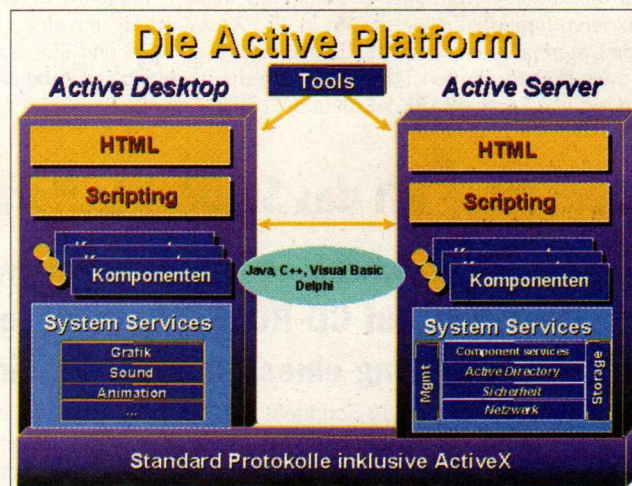 Die Active Platform
Active Desktop
Tools
Active Server
HTML
Scripting
Komponenten
System Services
Grafik
Sound
Animation
...
Java, C++, Visual Basic
Delphi
HTML
Scripting
Komponenten
System Services
Mgmt
Component services
Active Directory
Sicherheit
Netzwerk
Storage
Standard Protokolle inklusive ActiveX